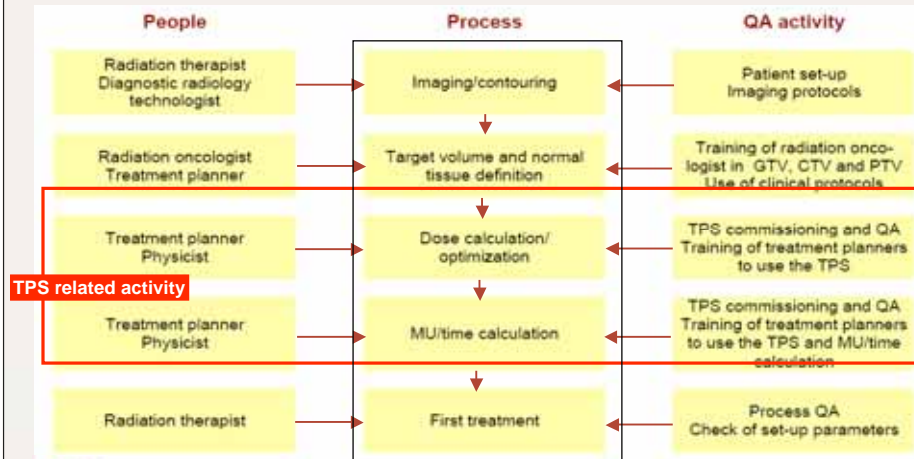 People
Process
QA activity
Radiation therapist
Diagnostic radiology
technologist
Imaging/contouring
Patient set-up
Imaging protocols
Radiation oncologist
Treatment planner
Target volume and normal
tissue definition
Training of radiation onco-
logist in GTV, CTV and PTV
Use of clinical protocols
Treatment planner
Physicist
Dose calculation/
optimization
TPS commissioning and QA
Training of treatment planners
to use the TPS
TPS related activity
Treatment planner
Physicist
MU/time calculation
TPS commissioning and QA
Training of treatment planners
to use the TPS and MU/time
calculation
Radiation therapist
First treatment
Process QA
Check of set-up parameters